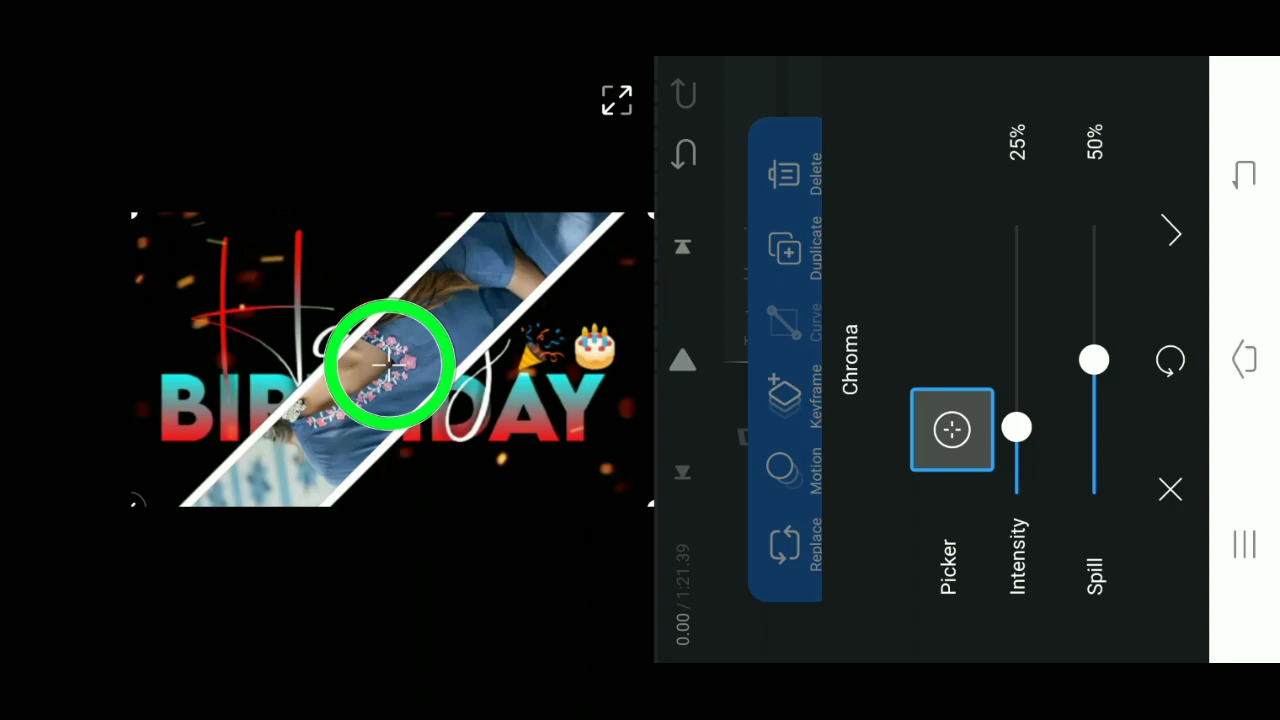 BIR DAY
0.00 / 1:21.39
Replace
Motion
Keyframe
Curve
Duplicate
Delete
Chroma
Picker
Intensity
25%
Spill
50%